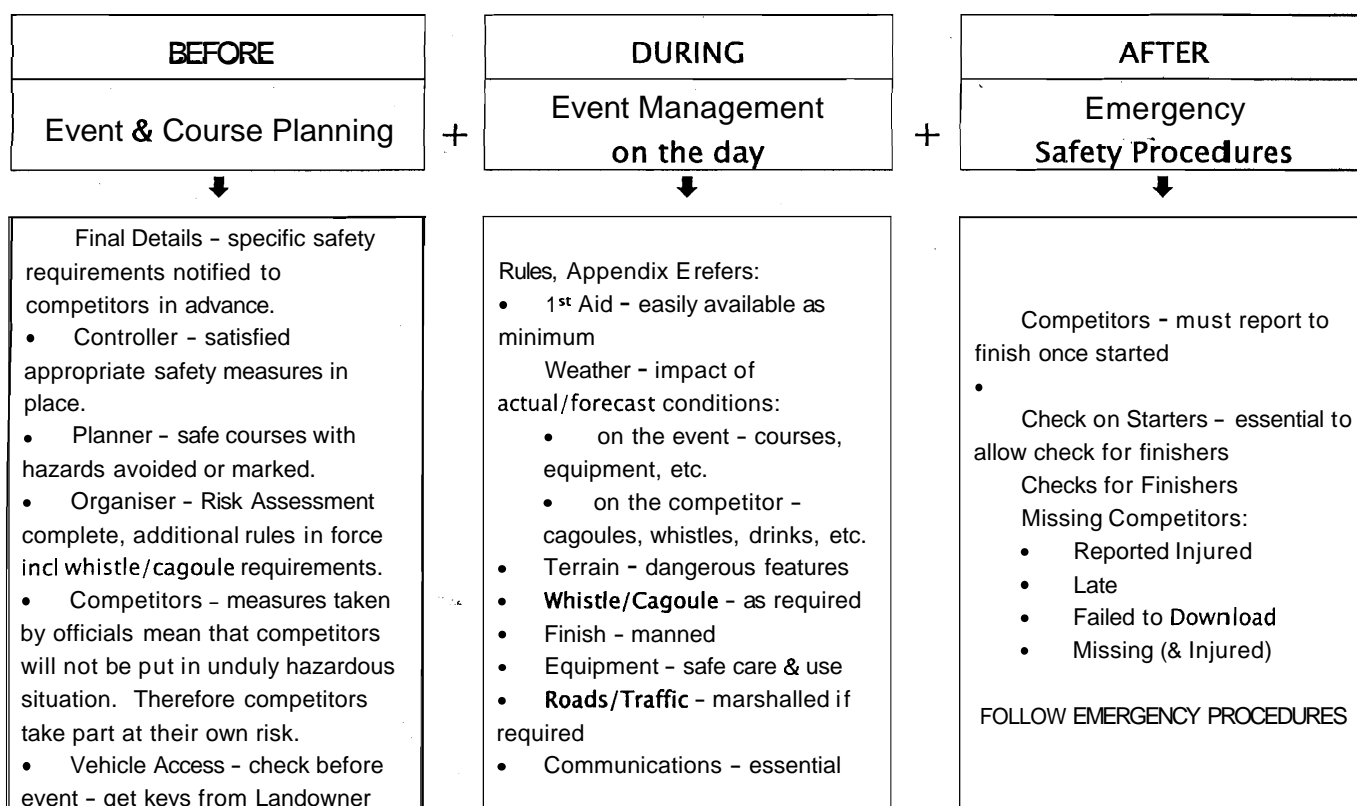 BEFORE
Event & Course Planning
+
DURING
Event Management
on the day
+
AFTER
Emergency
Safety Procedures
Final Details – specific safety
requirements notified to
competitors in advance.
• Controller – satisfied
appropriate safety measures in
place.
• Planner – safe courses with
hazards avoided or marked.
• Organiser – Risk Assessment
complete, additional rules in force
incl whistle/cagoule requirements.
• Competitors – measures taken
by officials mean that competitors
will not be put in unduly hazardous
situation. Therefore competitors
take part at their own risk.
• Vehicle Access – check before
event – get keys from Landowner
Rules, Appendix E refers:
• 1st Aid – easily available as
minimum
Weather – impact of
actual/forecast conditions:
• on the event – courses,
equipment, etc.
• on the competitor –
cagoules, whistles, drinks, etc.
• Terrain – dangerous features
• Whistle/Cagoule – as required
• Finish – manned
• Equipment – safe care & use
• Roads/Traffic – marshalled if
required
• Communications – essential
Competitors – must report to
finish once started
•
Check on Starters – essential to
allow check for finishers
Checks for Finishers
Missing Competitors:
• Reported Injured
• Late
• Failed to Download
• Missing (& Injured)
FOLLOW EMERGENCY PROCEDURES